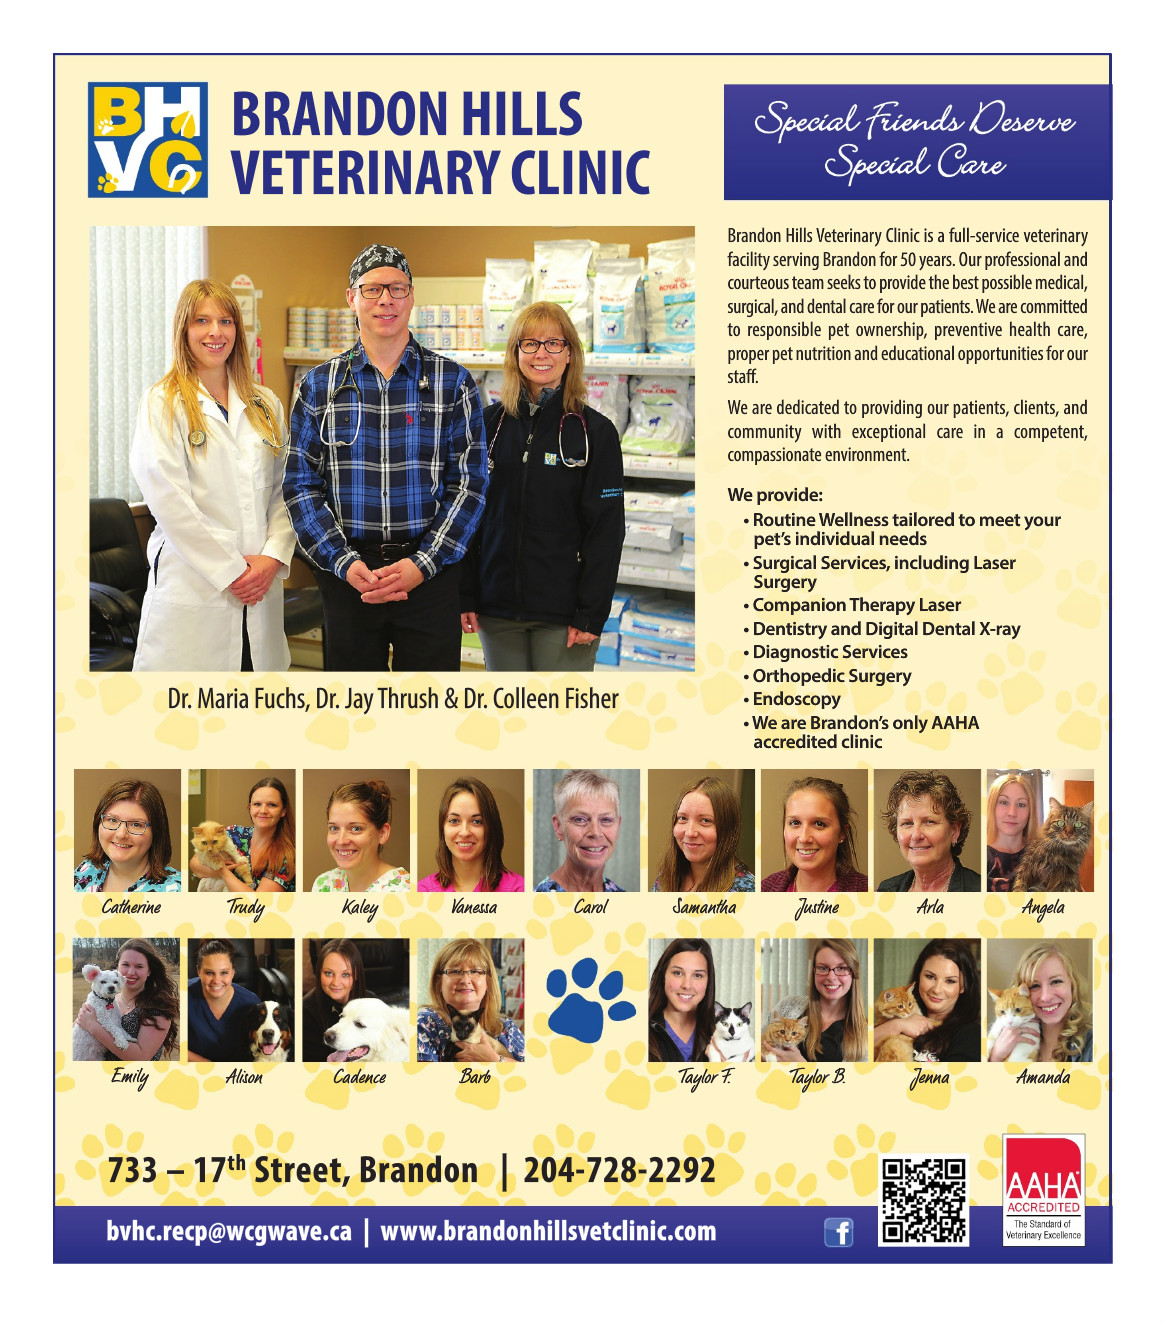 BHVC
BRANDON HILLS
VETERINARY CLINIC
Special Friends Deserve
Special Care
Brandon Hills Veterinary Clinic is a full-service veterinary
facility serving Brandon for 50 years. Our professional and
courteous team seeks to provide the best possible medical,
surgical, and dental care for our patients. We are committed
to responsible pet ownership, preventive health care,
proper pet nutrition and educational opportunities for our
staff.
We are dedicated to providing our patients, clients, and
community with exceptional care in a competent,
compassionate environment.
We provide:
• Routine Wellness tailored to meet your
pet's individual needs
• Surgical Services, including Laser
Surgery
• Companion Therapy Laser
• Dentistry and Digital Dental X-ray
• Diagnostic Services
• Orthopedic Surgery
• Endoscopy
• We are Brandon's only AAHA
accredited clinic
Dr. Maria Fuchs, Dr. Jay Thrush & Dr. Colleen Fisher
Catherine Trudy Kaley Vanessa Carol Samantha Justine Arla Angela
Emily Alison Cadence Barb Taylor F. Taylor B. Jenna Amanda
733 – 17th Street, Brandon | 204-728-2292
bvhc.recp@wcgwave.ca | www.brandonhillsvetclinic.com
f
AAHA
ACCREDITED
The Standard of
Veterinary Excellence